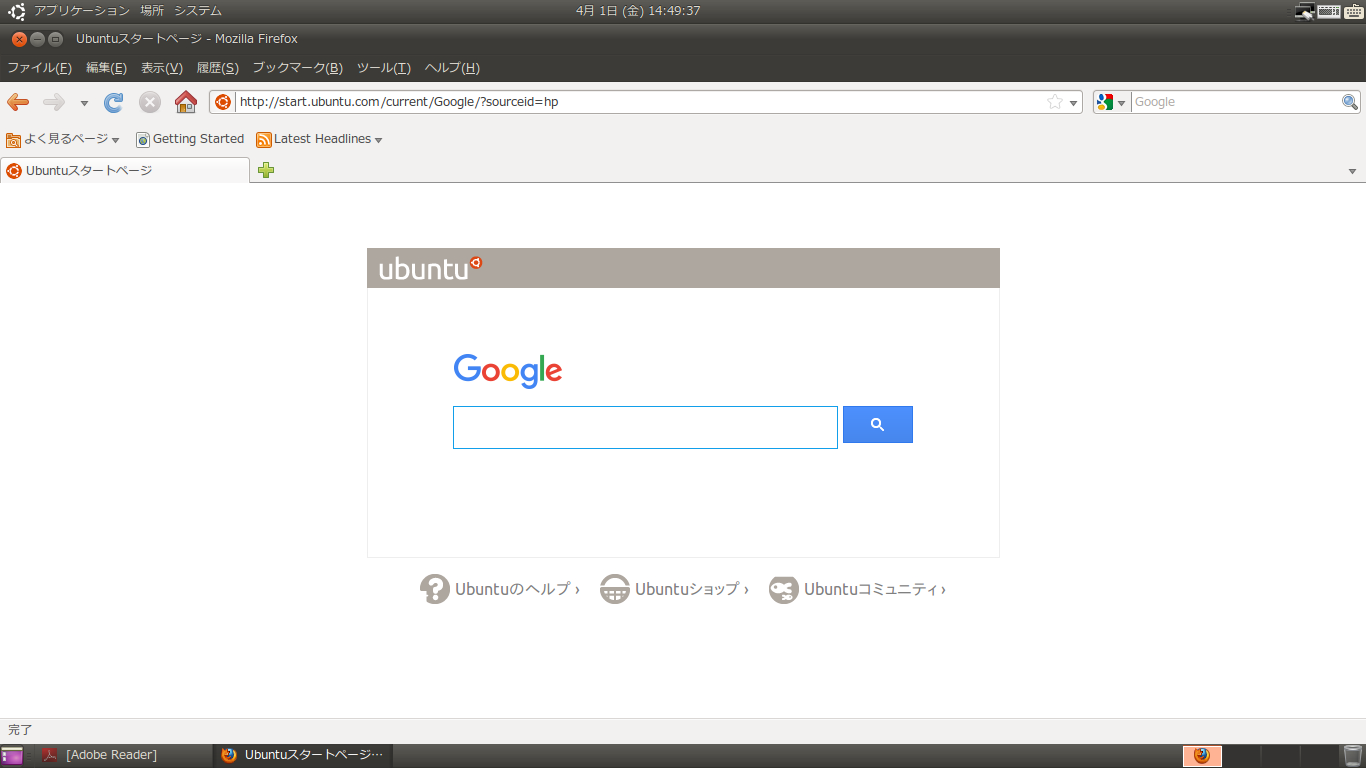 アプリケーション 場所 システム 4月 1日 (金) 14:49:37
Ubuntuスタートページ - Mozilla Firefox
ファイル(F) 編集(E) 表示(V) 履歴(S) ブックマーク(B) ツール(T) ヘルプ(H)
http://start.ubuntu.com/current/Google/?sourceid=hp Google
よく見るページ Getting Started Latest Headlines
Ubuntuスタートページ
ubuntu
Google
Ubuntuのヘルプ › Ubuntuショップ › Ubuntuコミュニティ ›
完了
[Adobe Reader] Ubuntuスタートページ…